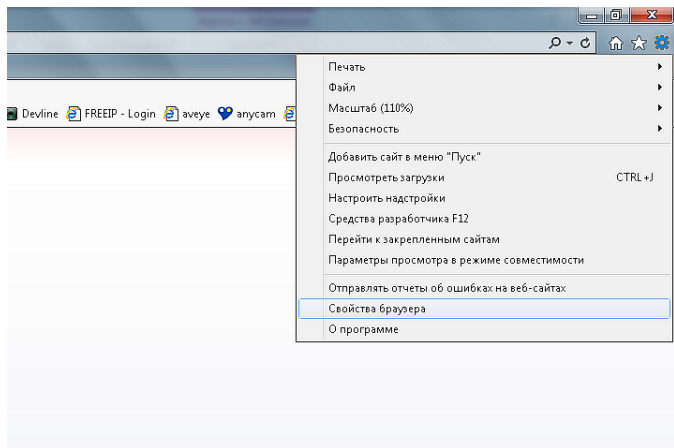 Печать
Файл
Масштаб (110%)
Безопасность
Devline FREEIP - Login aveye anycam
Добавить сайт в меню "Пуск"
Просмотреть загрузки CTRL+J
Настроить надстройки
Средства разработчика F12
Перейти к закрепленным сайтам
Параметры просмотра в режиме совместимости
Отправлять отчеты об ошибках на веб-сайтах
Свойства браузера
О программе